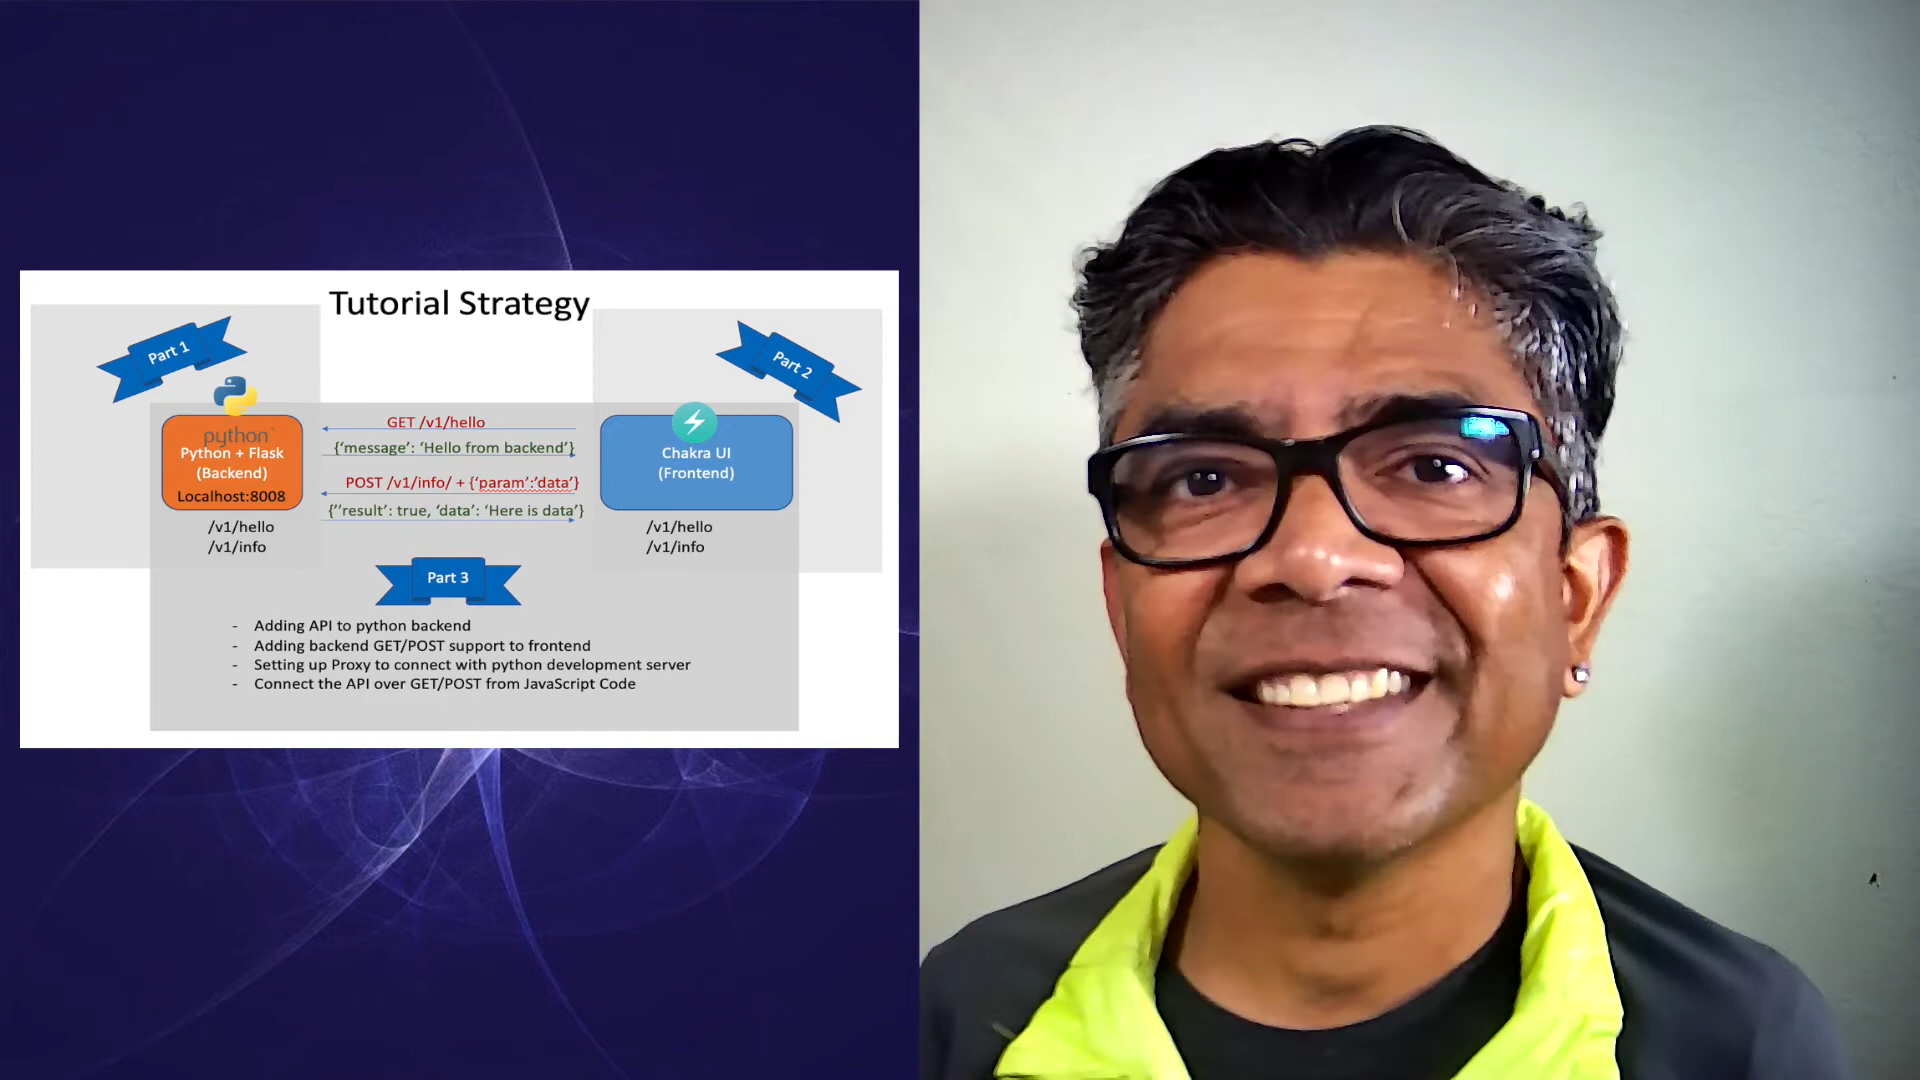 Tutorial Strategy
Part 1
Part 2
python
Python + Flask
(Backend)
Localhost:8008
/v1/hello
/v1/info
GET /v1/hello
{'message': 'Hello from backend'}
POST /v1/info/ + {'param':'data'}
{''result': true, 'data': 'Here is data'}
Chakra UI
(Frontend)
/v1/hello
/v1/info
Part 3
- Adding API to python backend
- Adding backend GET/POST support to frontend
- Setting up Proxy to connect with python development server
- Connect the API over GET/POST from JavaScript Code